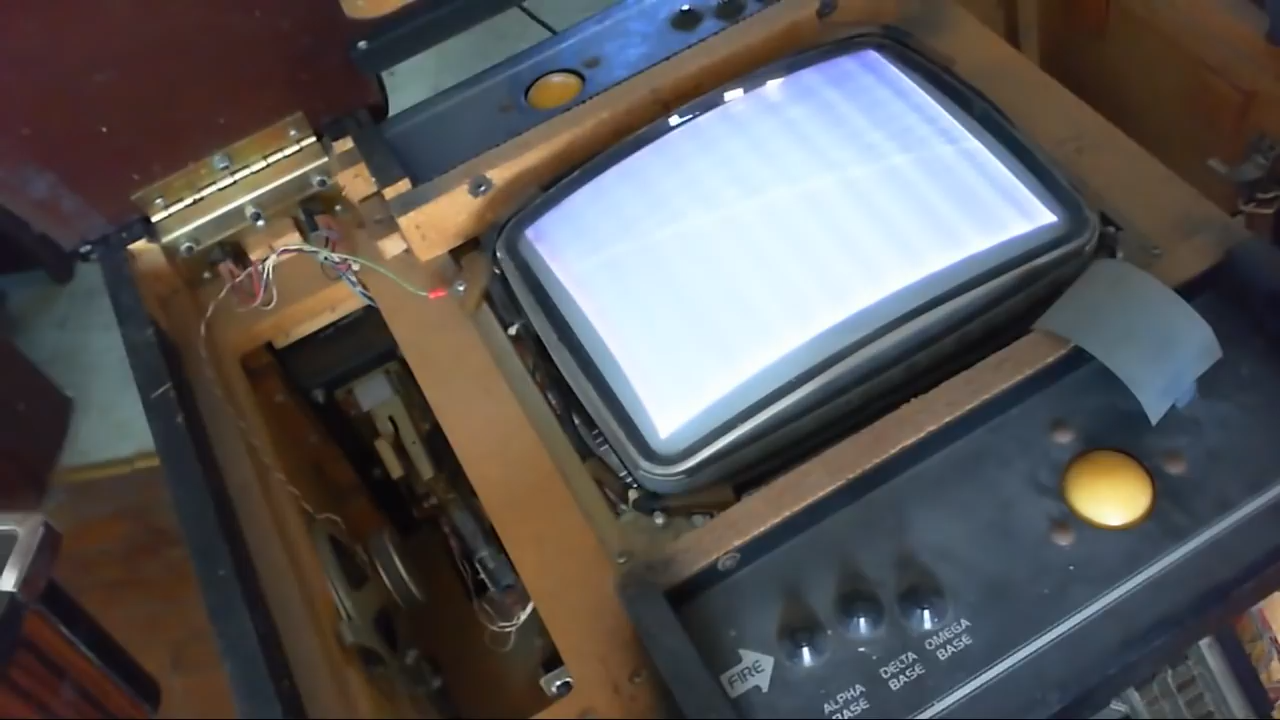 FIRE
ALPHA
BASE
DELTA
BASE
OMEGA
BASE